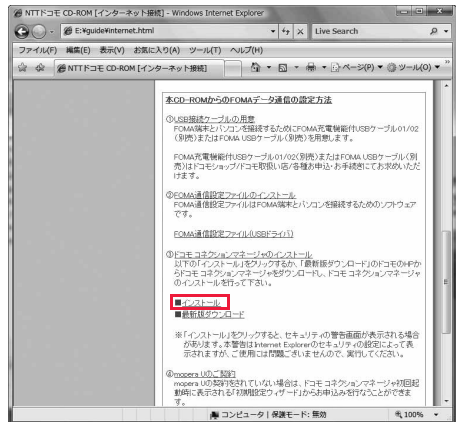 NTTドコモ CD-ROM [インターネット接続] - Windows Internet Explorer
E:¥guide¥internet.html
Live Search
ファイル(F) 編集(E) 表示(V) お気に入り(A) ツール(T) ヘルプ(H)
NTTドコモ CD-ROM [インターネット接続]
ページ(P) ツール(O)
本CD-ROMからのFOMAデータ通信の設定方法
①USB接続ケーブルの用意
FOMA端末とパソコンを接続するためにFOMA充電機能付USBケーブル01/02
(別売)またはFOMA USBケーブル(別売)を用意します。
FOMA充電機能付USBケーブル01/02(別売)またはFOMA USBケーブル(別
売)はドコモショップ/ドコモ取扱い店/各種お申込・お手続きにてお求めいただ
けます。
②FOMA通信設定ファイルのインストール
FOMA通信設定ファイルはFOMA端末とパソコンを接続するためのソフトウェア
です。
FOMA通信設定ファイル(USBドライバ)
③ドコモ コネクションマネージャのインストール
以下の「インストール」をクリックするか、「最新版ダウンロード」のドコモのHPか
らドコモ コネクションマネージャをダウンロードし、ドコモ コネクションマネージャ
のインストールを行って下さい。
■インストール
■最新版ダウンロード
※「インストール」をクリックすると、セキュリティの警告画面が表示される場合
があります。本警告はInternet Explorerのセキュリティの設定によって表
示されますが、ご使用には問題ございませんので、実行してください。
④mopera Uのご契約
mopera Uの契約をされていない場合は、ドコモ コネクションマネージャ初回起
動時に表示される「初期設定ウィザード」からお申込みを行なうことができま
す。
コンピュータ | 保護モード: 無効
100%